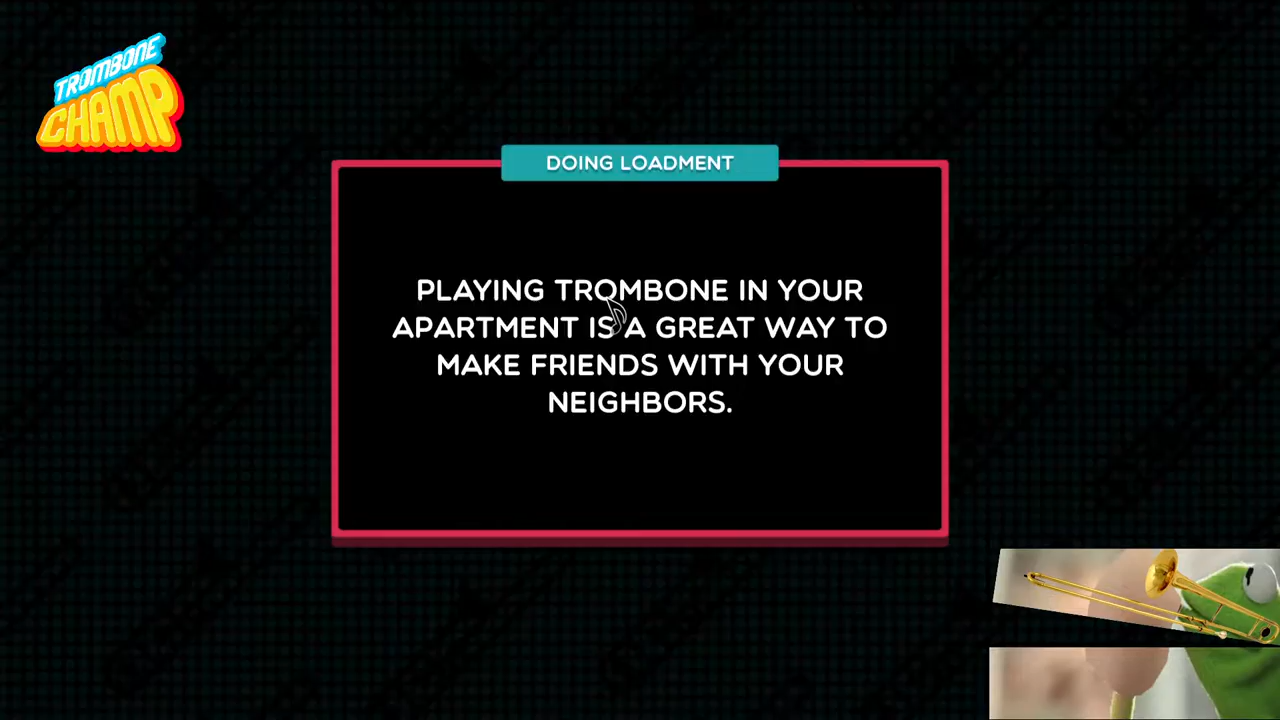 TROMBONE
CHAMP
DOING LOADMENT
PLAYING TROMBONE IN YOUR
APARTMENT IS A GREAT WAY TO
MAKE FRIENDS WITH YOUR
NEIGHBORS.